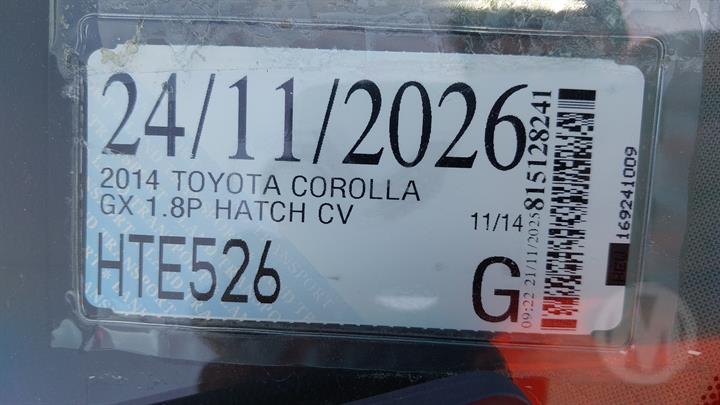 24/11/2026
2014 TOYOTA COROLLA
GX 1.8P HATCH CV
11/14
HTE526
G
09:22 21/11/2025
815128241
169241009